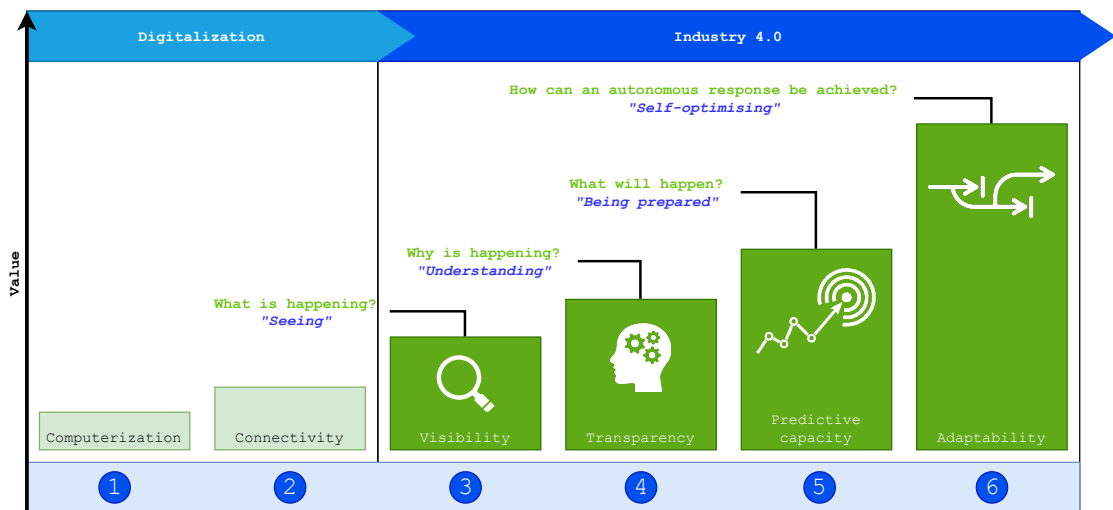 Digitalization
Industry 4.0
How can an autonomous response be achieved?
"Self-optimising"
What will happen?
"Being prepared"
Why is happening?
"Understanding"
What is happening?
"Seeing"
Value
Computerization
Connectivity
Visibility
Transparency
Predictive
capacity
Adaptability
1
2
3
4
5
6